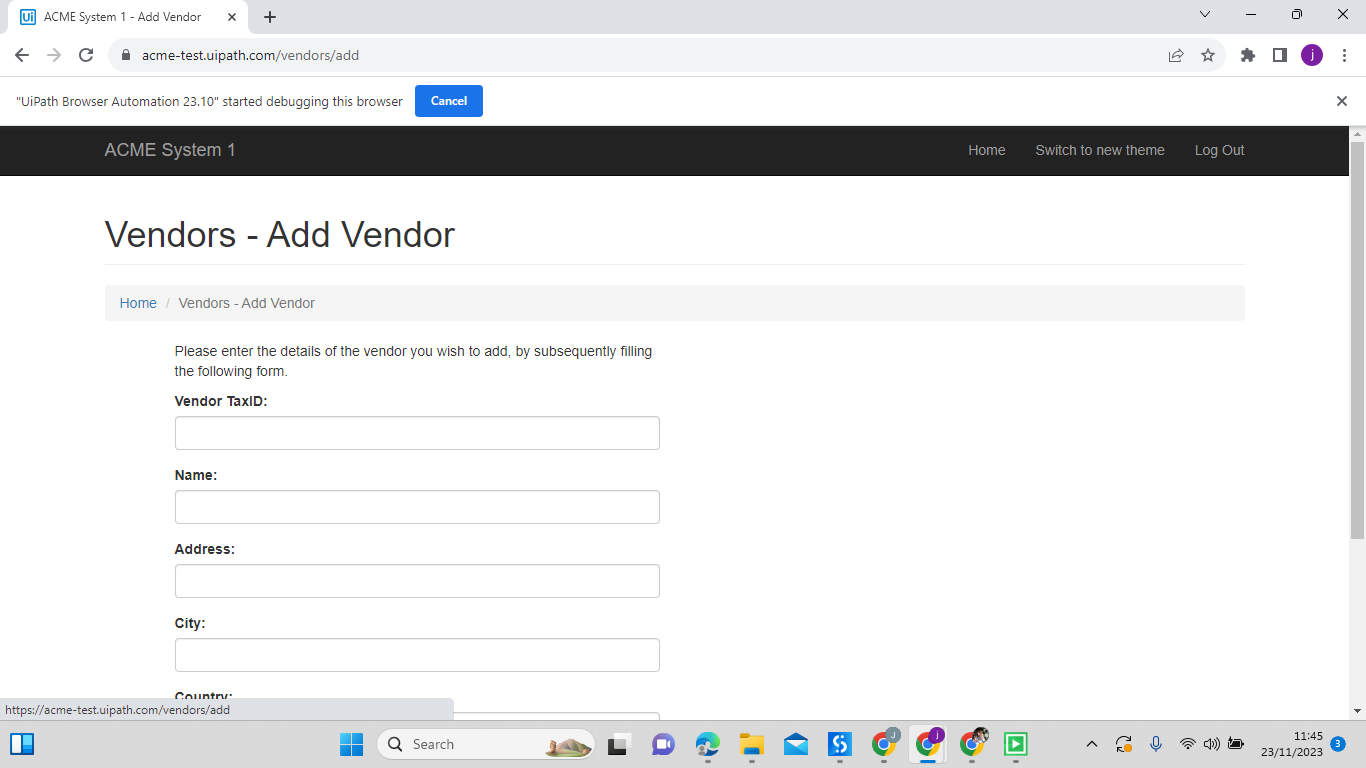 ACME System 1 - Add Vendor
acme-test.uipath.com/vendors/add
j
"UiPath Browser Automation 23.10" started debugging this browser
Cancel
ACME System 1
Home
Switch to new theme
Log Out
Vendors - Add Vendor
Home / Vendors - Add Vendor
Please enter the details of the vendor you wish to add, by subsequently filling
the following form.
Vendor TaxID:
Name:
Address:
City:
Country:
https://acme-test.uipath.com/vendors/add
Search
11:45
23/11/2023
3